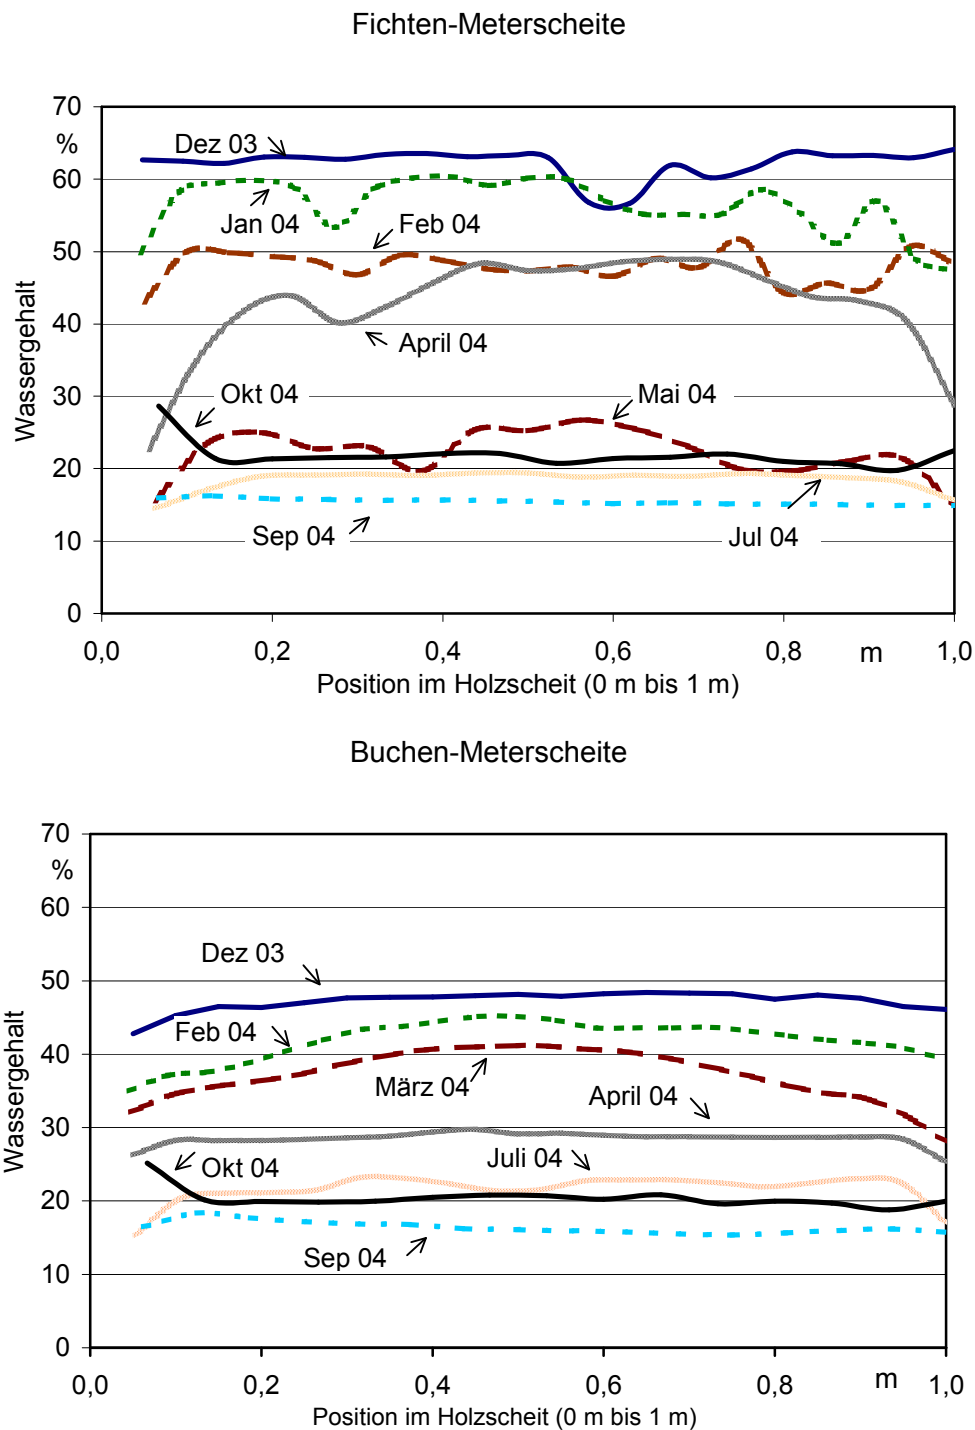 Fichten-Meterscheite
70
%
Dez 03
60
Jan 04
Feb 04
50
40
April 04
Wassergehalt
30
Okt 04
Mai 04
20
Sep 04
Jul 04
10
0
0,0 0,2 0,4 0,6 0,8 m 1,0
Position im Holzscheit (0 m bis 1 m)
Buchen-Meterscheite
70
%
60
Dez 03
50
Feb 04
40
März 04
April 04
Wassergehalt
30
Okt 04
Juli 04
20
Sep 04
10
0
0,0 0,2 0,4 0,6 0,8 m 1,0
Position im Holzscheit (0 m bis 1 m)